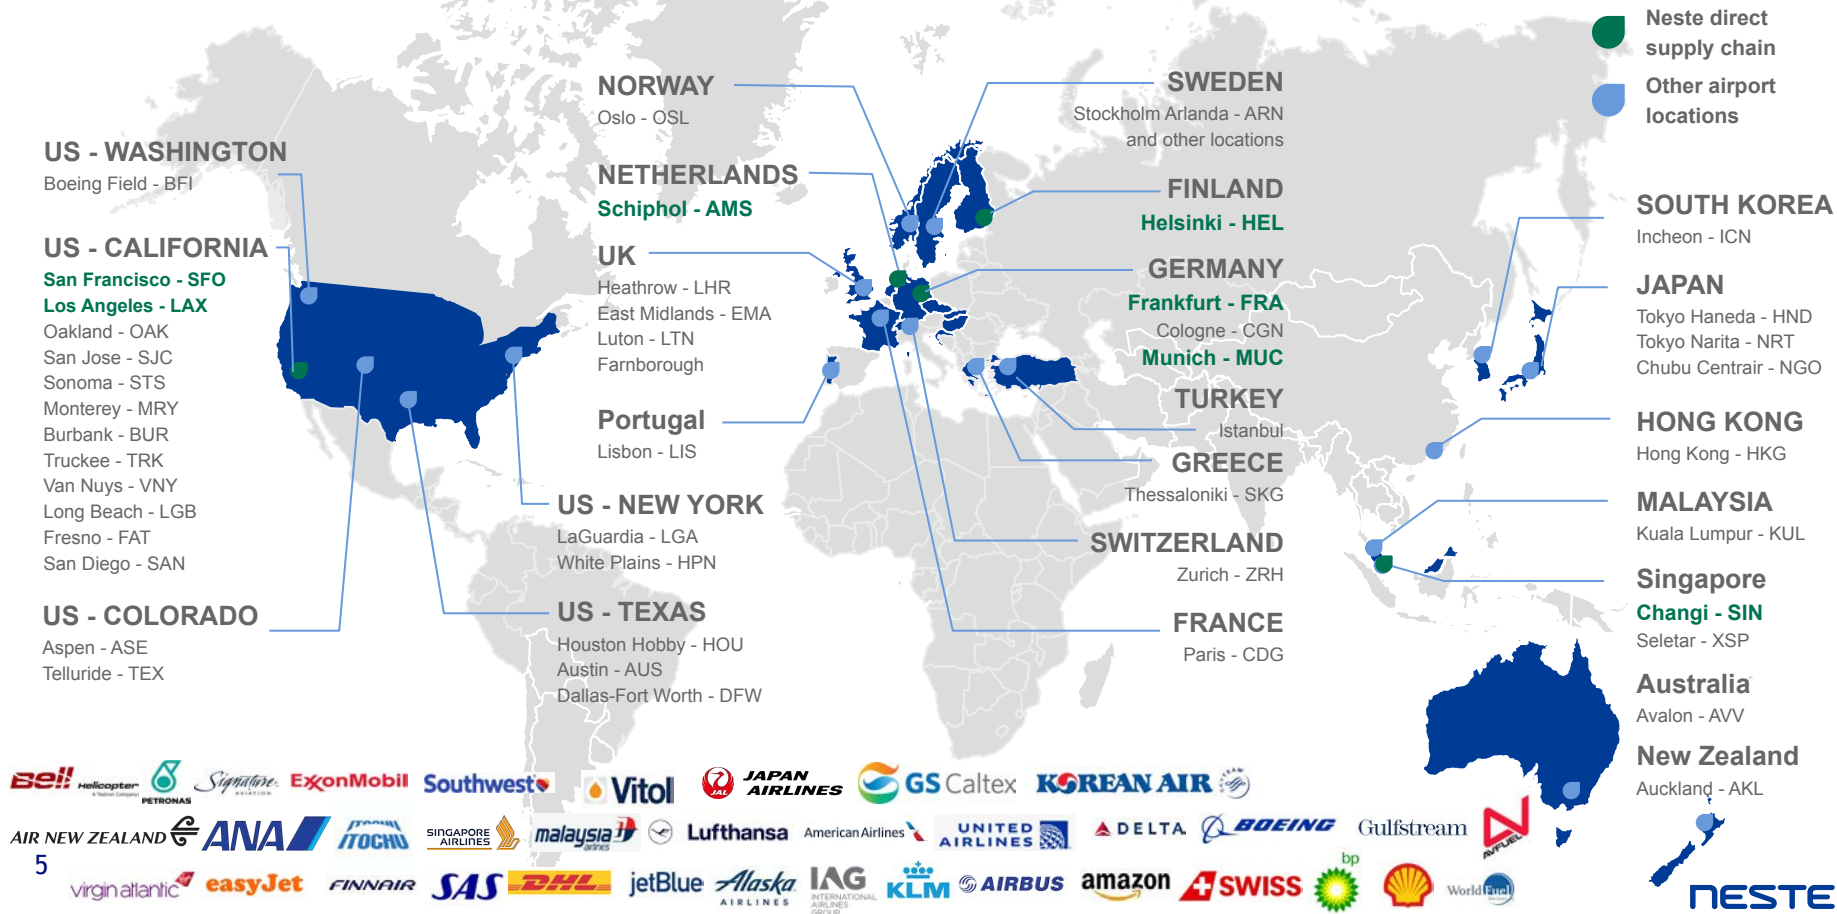 Neste direct
supply chain
Other airport
locations
US - WASHINGTON
Boeing Field - BFI
US - CALIFORNIA
San Francisco - SFO
Los Angeles - LAX
Oakland - OAK
San Jose - SJC
Sonoma - STS
Monterey - MRY
Burbank - BUR
Truckee - TRK
Van Nuys - VNY
Long Beach - LGB
Fresno - FAT
San Diego - SAN
US - COLORADO
Aspen - ASE
Telluride - TEX
NORWAY
Oslo - OSL
NETHERLANDS
Schiphol - AMS
UK
Heathrow - LHR
East Midlands - EMA
Luton - LTN
Farnborough
Portugal
Lisbon - LIS
US - NEW YORK
LaGuardia - LGA
White Plains - HPN
US - TEXAS
Houston Hobby - HOU
Austin - AUS
Dallas-Fort Worth - DFW
SWEDEN
Stockholm Arlanda - ARN
and other locations
FINLAND
Helsinki - HEL
GERMANY
Frankfurt - FRA
Cologne - CGN
Munich - MUC
TURKEY
Istanbul
GREECE
Thessaloniki - SKG
SWITZERLAND
Zurich - ZRH
FRANCE
Paris - CDG
SOUTH KOREA
Incheon - ICN
JAPAN
Tokyo Haneda - HND
Tokyo Narita - NRT
Chubu Centrair - NGO
HONG KONG
Hong Kong - HKG
MALAYSIA
Kuala Lumpur - KUL
Singapore
Changi - SIN
Seletar - XSP
Australia
Avalon - AVV
New Zealand
Auckland - AKL
Bell Helicopter
A Textron Company
PETRONAS
Signature
AVIATION
ExxonMobil
Southwest
Vitol
JAL
JAPAN
AIRLINES
GS Caltex
KOREAN AIR
AIR NEW ZEALAND
ANA
ITOCHU
SINGAPORE
AIRLINES
malaysia
airlines
Lufthansa
American Airlines
UNITED
AIRLINES
DELTA
BOEING
Gulfstream
AVFUEL
5
virgin atlantic
easyJet
FINNAIR
SAS
DHL
jetBlue
Alaska
AIRLINES
IAG
INTERNATIONAL
AIRLINES
GROUP
KLM
AIRBUS
amazon
SWISS
bp
World Fuel
NESTE